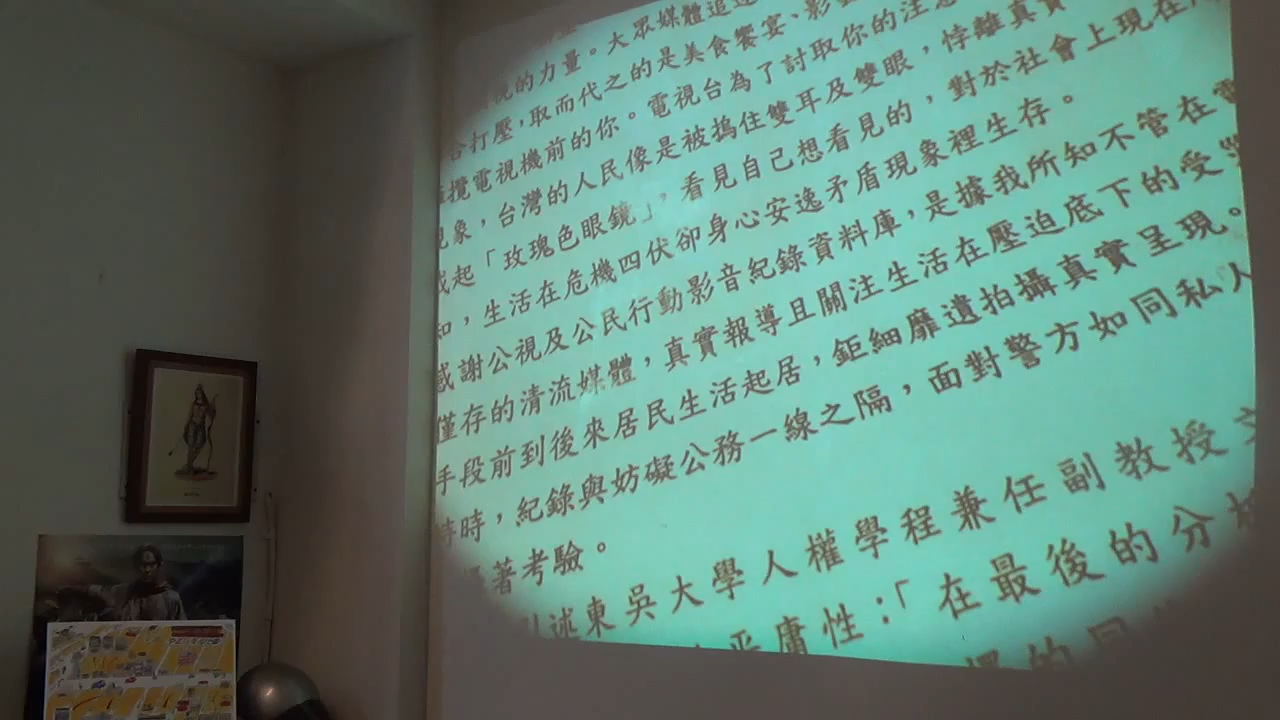 的力量。大眾媒體追
打壓，取而代之的是美食饗宴、影
攬電視機前的你。電視台為了討取你的注意
象，台灣的人民像是被摀住雙耳及雙眼，悖離真實
起「玫瑰色眼鏡」，看見自己想看見的，對於社會上現在
知，生活在危機四伏卻身心安逸矛盾現象裡生存。
感謝公視及公民行動影音紀錄資料庫，是據我所知不管在電
僅存的清流媒體，真實報導且關注生活在壓迫底下的受
手段前到後來居民生活起居，鉅細靡遺拍攝真實呈現。
時，紀錄與妨礙公務一線之隔，面對警方如同私人
著考驗。
述東吳大學人權學程兼任副教授
庸性：「在最後的分
的